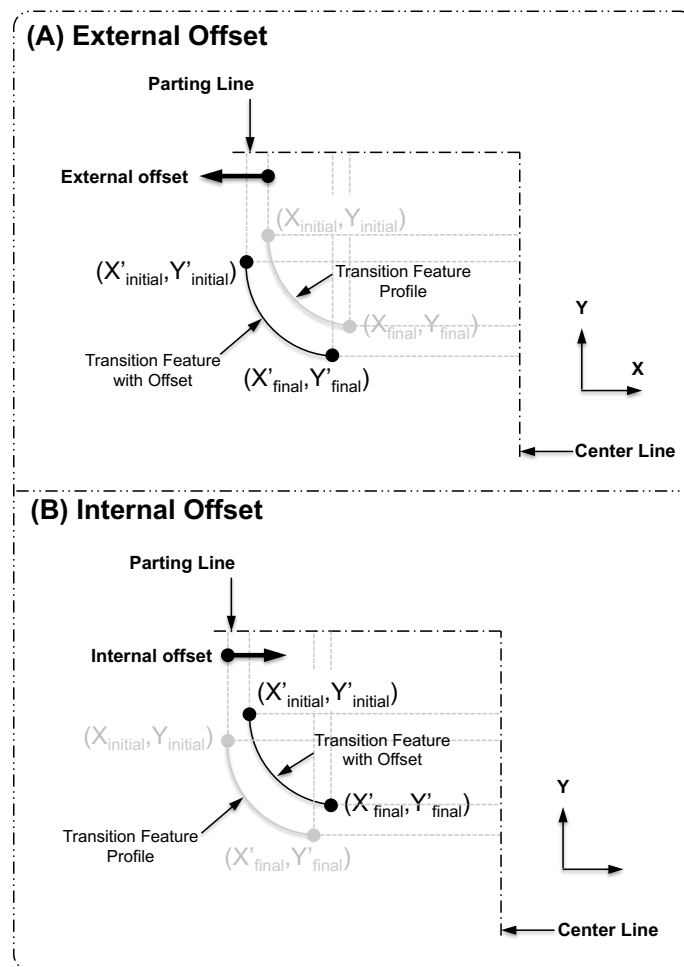 (A) External Offset
Parting Line
External offset
(Xinitial,Yinitial)
(X'initial,Y'initial)
Transition Feature
Profile
(Xfinal,Yfinal)
Transition Feature
with Offset
(X'final,Y'final)
Y
X
Center Line
(B) Internal Offset
Parting Line
Internal offset
(X'initial,Y'initial)
(Xinitial,Yinitial)
Transition Feature
with Offset
(X'final,Y'final)
Transition Feature
Profile
(X'final,Y'final)
Y
Center Line